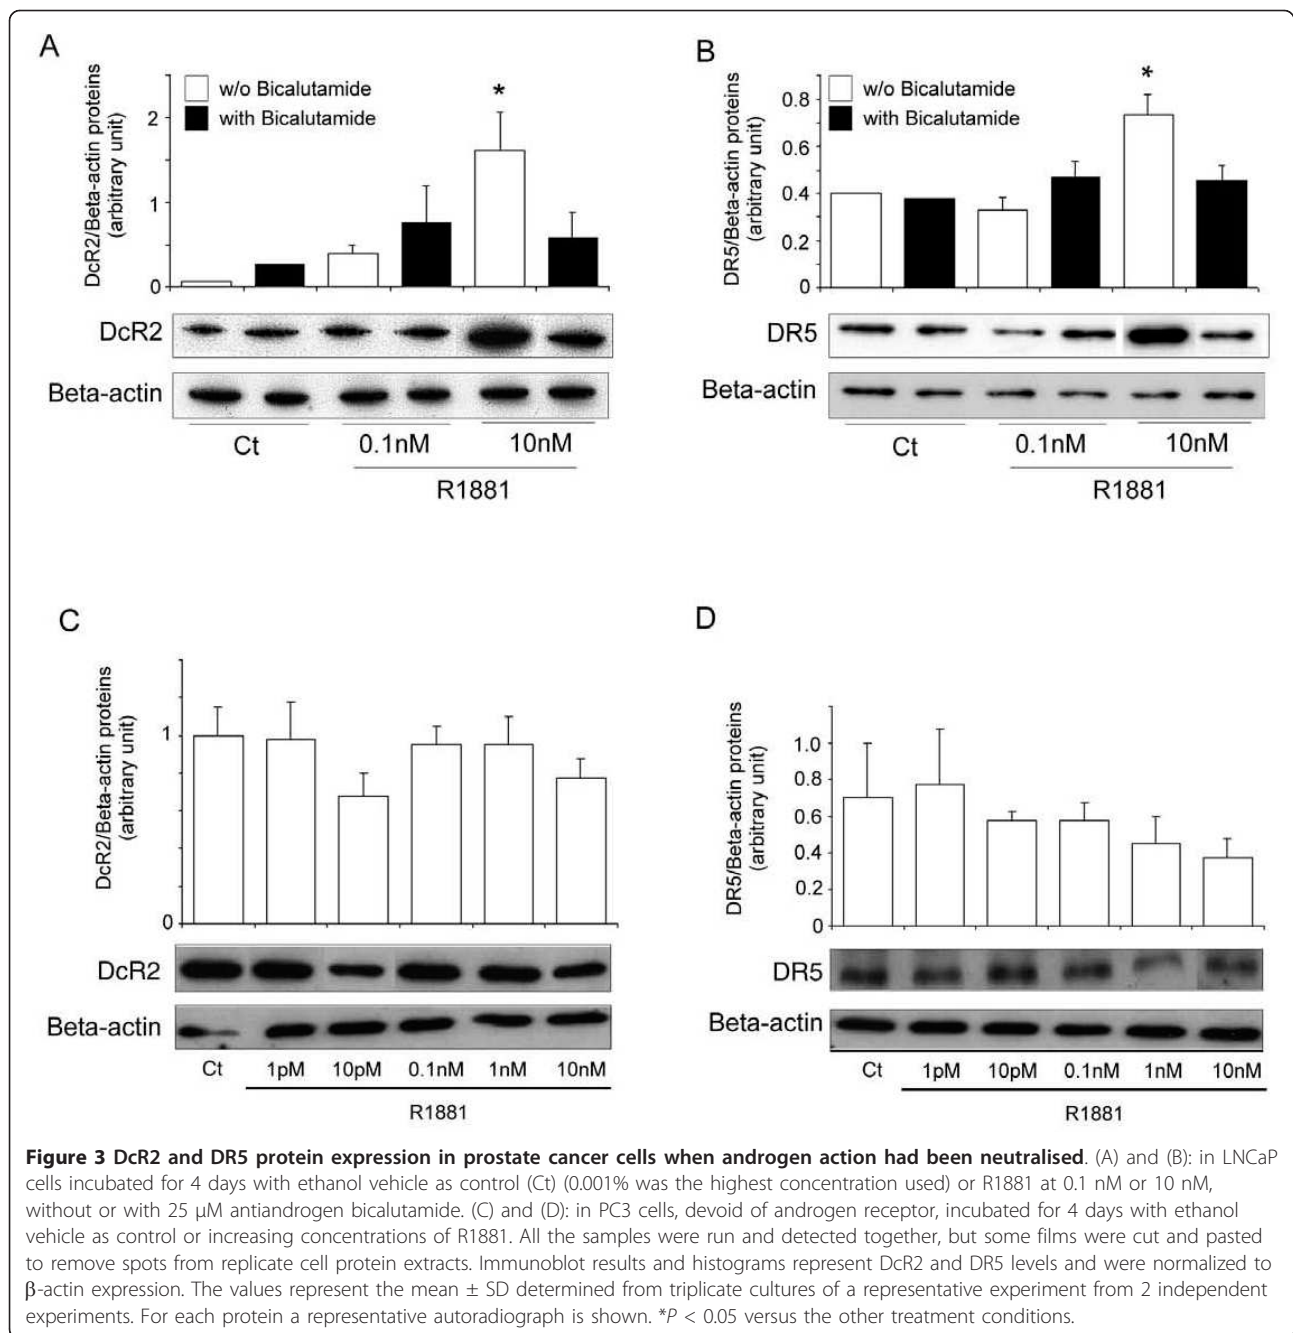 A
DcR2/Beta-actin proteins
(arbitrary unit)
2
1
0
w/o Bicalutamide
with Bicalutamide
*
DcR2
Beta-actin
Ct
0.1nM
10nM
R1881
B
DR5/Beta-actin proteins
(arbitrary unit)
0.8
0.6
0.4
0.2
0
w/o Bicalutamide
with Bicalutamide
*
DR5
Beta-actin
Ct
0.1nM
10nM
R1881
C
DcR2/Beta-actin proteins
(arbitrary unit)
1
0
DcR2
Beta-actin
Ct 1pM 10pM 0.1nM 1nM 10nM
R1881
D
DR5/Beta-actin proteins
(arbitrary unit)
1.0
0.8
0.6
0.4
0.2
0
DR5
Beta-actin
Ct 1pM 10pM 0.1nM 1nM 10nM
R1881
Figure 3 DcR2 and DR5 protein expression in prostate cancer cells when androgen action had been neutralised. (A) and (B): in LNCaP
cells incubated for 4 days with ethanol vehicle as control (Ct) (0.001% was the highest concentration used) or R1881 at 0.1 nM or 10 nM,
without or with 25 μM antiandrogen bicalutamide. (C) and (D): in PC3 cells, devoid of androgen receptor, incubated for 4 days with ethanol
vehicle as control or increasing concentrations of R1881. All the samples were run and detected together, but some films were cut and pasted
to remove spots from replicate cell protein extracts. Immunoblot results and histograms represent DcR2 and DR5 levels and were normalized to
β-actin expression. The values represent the mean ± SD determined from triplicate cultures of a representative experiment from 2 independent
experiments. For each protein a representative autoradiograph is shown. *P < 0.05 versus the other treatment conditions.